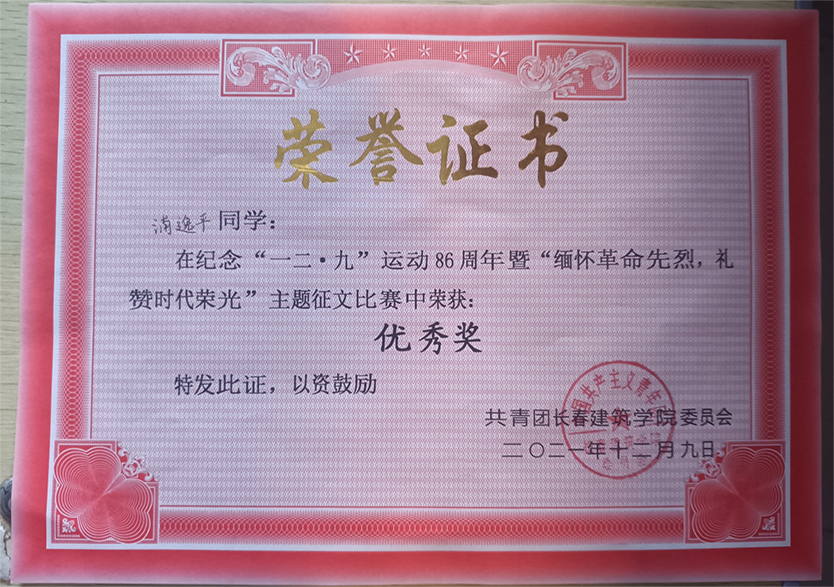 荣誉证书
满逸平同学：
在纪念“一二·九”运动86周年暨“缅怀革命先烈，礼
赞时代荣光”主题征文比赛中荣获：
优秀奖
特发此证，以资鼓励
共青团长春建筑学院委员会
二〇二一年十二月九日
国共产主义青年